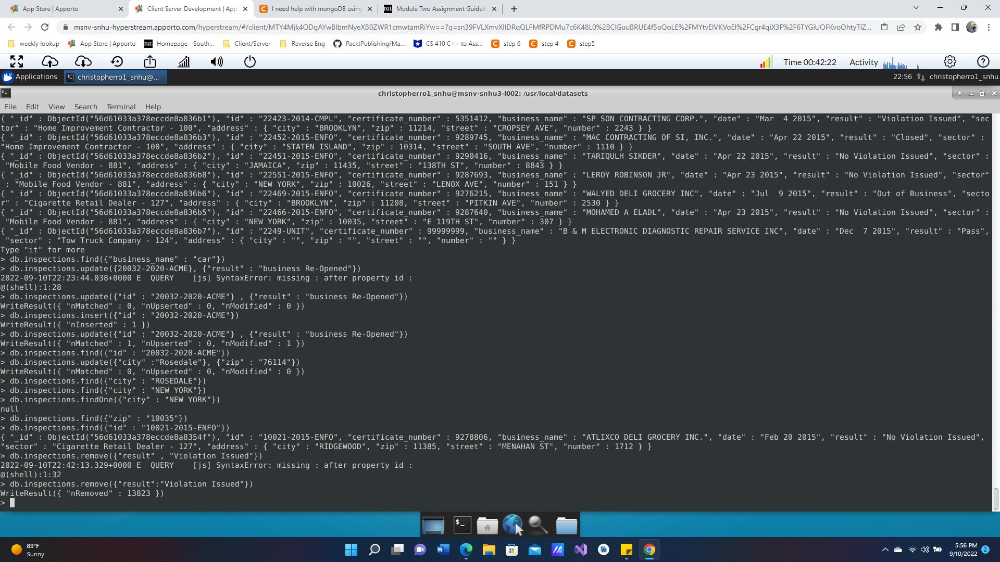 App Store | Apporto
Client Server Development | App
I need help with mongoDB using
D2L Module Two Assignment Guideli
msnv-snhu-hyperstream.apporto.com/hyperstream/#/client/
weekly lookup
App Store | Apporto
D2L Homepage - South...
Client/Server
Reverse Eng
PacktPublishing/Ma...
CS 410 C++ to Ass...
step 6
step 4
step5
Time 00:42:22
Activity
Applications
christopherro1_snhu@...
22:56
christopherro1_snhu
christopherro1_snhu@msnv-snhu3-l002: /usr/local/datasets
File Edit View Search Terminal Help
{ "_id" : ObjectId("56d61033a378eccde8a836b1"), "id" : "22423-2014-CMPL", "certificate_number" : 5351412, "business_name" : "SP SON CONTRACTING CORP.", "date" : "Mar  4 2015", "result" : "Violation Issued", "sec
tor" : "Home Improvement Contractor - 100", "address" : { "city" : "BROOKLYN", "zip" : 11214, "street" : "CROPSEY AVE", "number" : 2243 } }
{ "_id" : ObjectId("56d61033a378eccde8a836b3"), "id" : "22452-2015-ENFO", "certificate_number" : 9289745, "business_name" : "MAC CONTRACTING OF SI, INC.", "date" : "Apr 22 2015", "result" : "Closed", "sector" :
"Home Improvement Contractor - 100", "address" : { "city" : "STATEN ISLAND", "zip" : 10314, "street" : "SOUTH AVE", "number" : 1110 } }
{ "_id" : ObjectId("56d61033a378eccde8a836b2"), "id" : "22451-2015-ENFO", "certificate_number" : 9290416, "business_name" : "TARIQULH SIKDER", "date" : "Apr 22 2015", "result" : "No Violation Issued", "sector" :
"Mobile Food Vendor - 881", "address" : { "city" : "JAMAICA", "zip" : 11435, "street" : "138TH ST", "number" : 8843 } }
{ "_id" : ObjectId("56d61033a378eccde8a836b8"), "id" : "22551-2015-ENFO", "certificate_number" : 9287693, "business_name" : "LEROY ROBINSON JR", "date" : "Apr 23 2015", "result" : "No Violation Issued", "sector"
: "Mobile Food Vendor - 881", "address" : { "city" : "NEW YORK", "zip" : 10026, "street" : "LENOX AVE", "number" : 151 } }
{ "_id" : ObjectId("56d61033a378eccde8a836b6"), "id" : "22469-2015-ENFO", "certificate_number" : 9276215, "business_name" : "WALYED DELI GROCERY INC", "date" : "Jul  9 2015", "result" : "Out of Business", "secto
r" : "Cigarette Retail Dealer - 127", "address" : { "city" : "BROOKLYN", "zip" : 11208, "street" : "PITKIN AVE", "number" : 2530 } }
{ "_id" : ObjectId("56d61033a378eccde8a836b5"), "id" : "22466-2015-ENFO", "certificate_number" : 9287640, "business_name" : "MOHAMED A ELADL", "date" : "Apr 23 2015", "result" : "No Violation Issued", "sector" :
"Mobile Food Vendor - 881", "address" : { "city" : "NEW YORK", "zip" : 10035, "street" : "E 119TH ST", "number" : 307 } }
{ "_id" : ObjectId("56d61033a378eccde8a836b7"), "id" : "2249-UNIT", "certificate_number" : 99999999, "business_name" : "B & M ELECTRONIC DIAGNOSTIC REPAIR SERVICE INC", "date" : "Dec  7 2015", "result" : "Pass",
"sector" : "Tow Truck Company - 124", "address" : { "city" : "", "zip" : "", "street" : "", "number" : "" } }
Type "it" for more
> db.inspections.find({"business_name" : "car"})
> db.inspections.update({20032-2020-ACME}, {"result" : "business Re-Opened"})
2022-09-10T22:23:44.038+0000 E  QUERY    [js] SyntaxError: missing : after property id :
@(shell):1:28
> db.inspections.update({"id" : "20032-2020-ACME"} , {"result" : "business Re-Opened"})
WriteResult({ "nMatched" : 0, "nUpserted" : 0, "nModified" : 0 })
> db.inspections.insert({"id" : "20032-2020-ACME"})
WriteResult({ "nInserted" : 1 })
> db.inspections.update({"id" : "20032-2020-ACME"} , {"result" : "business Re-Opened"})
WriteResult({ "nMatched" : 1, "nUpserted" : 0, "nModified" : 1 })
> db.inspections.find({"id" : "20032-2020-ACME"})
> db.inspections.update({"city" :"Rosedale"}, {"zip" : "76114"})
WriteResult({ "nMatched" : 0, "nUpserted" : 0, "nModified" : 0 })
> db.inspections.find({"city" : "ROSEDALE"})
> db.inspections.find({"city" : "NEW YORK"})
> db.inspections.findOne({"city" : "NEW YORK"})
null
> db.inspections.find({"zip" : "10035"})
> db.inspections.find({"id" : "10021-2015-ENFO"})
{ "_id" : ObjectId("56d61033a378eccde8a8354f"), "id" : "10021-2015-ENFO", "certificate_number" : 9278806, "business_name" : "ATLIXCO DELI GROCERY INC.", "date" : "Feb 20 2015", "result" : "No Violation Issued",
"sector" : "Cigarette Retail Dealer - 127", "address" : { "city" : "RIDGEWOOD", "zip" : 11385, "street" : "MENAHAN ST", "number" : 1712 } }
> db.inspections.remove({"result" , "Violation Issued"})
2022-09-10T22:42:13.329+0000 E  QUERY    [js] SyntaxError: missing : after property id :
@(shell):1:32
> db.inspections.remove({"result":"Violation Issued"})
WriteResult({ "nRemoved" : 13823 })
>
89°F
Sunny
5:56 PM
9/10/2022
2